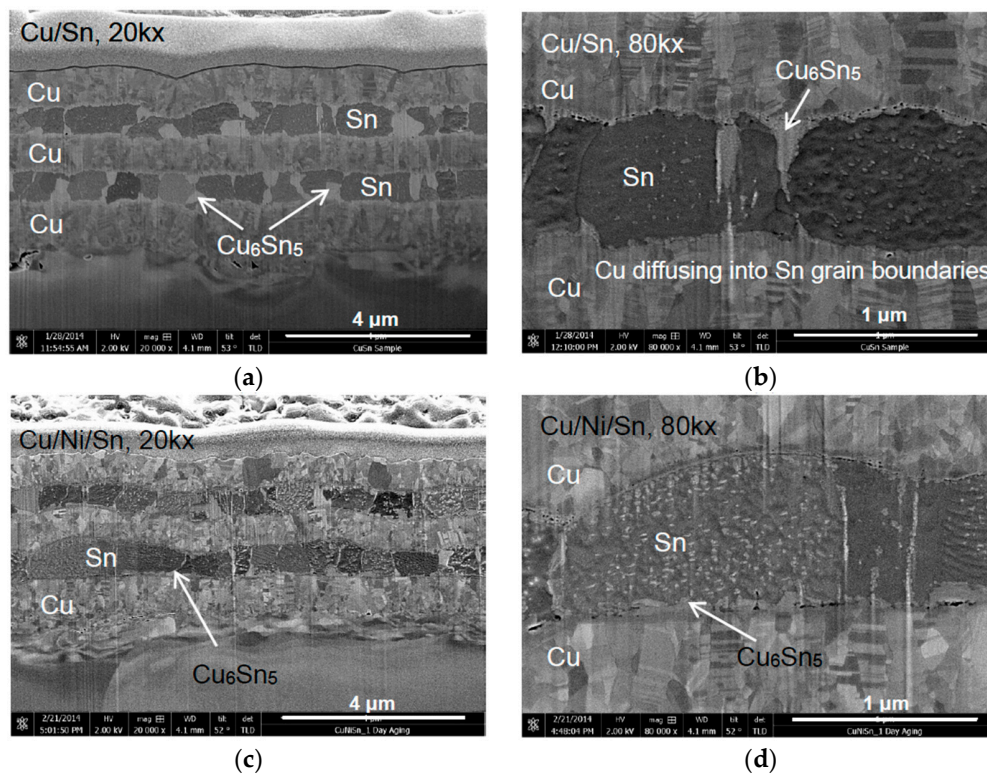 Cu/Sn, 20kx
Cu
Sn
Cu
Sn
Cu
Cu₆Sn₅
4 µm
1/28/2014 HV mag WD tilt det
11:54:55 AM 2.00 kV 20 000 x 4.1 mm 53 ° TLD CuSn Sample
(a)
Cu/Sn, 80kx
Cu₆Sn₅
Cu
Sn
Cu diffusing into Sn grain boundaries
Cu
1 µm
1/28/2014 HV mag WD tilt det
12:10:00 PM 2.00 kV 80 000 x 4.1 mm 53 ° TLD CuSn Sample
(b)
Cu/Ni/Sn, 20kx
Sn
Cu
Cu₆Sn₅
4 µm
2/21/2014 HV mag WD tilt det
5:01:50 PM 2.00 kV 20 000 x 4.1 mm 52 ° TLD CuNiSn_1 Day Aging
(c)
Cu/Ni/Sn, 80kx
Cu
Sn
Cu₆Sn₅
Cu
1 µm
2/21/2014 HV mag WD tilt det
4:48:04 PM 2.00 kV 80 000 x 4.1 mm 52 ° TLD CuNiSn_1 Day Aging
(d)